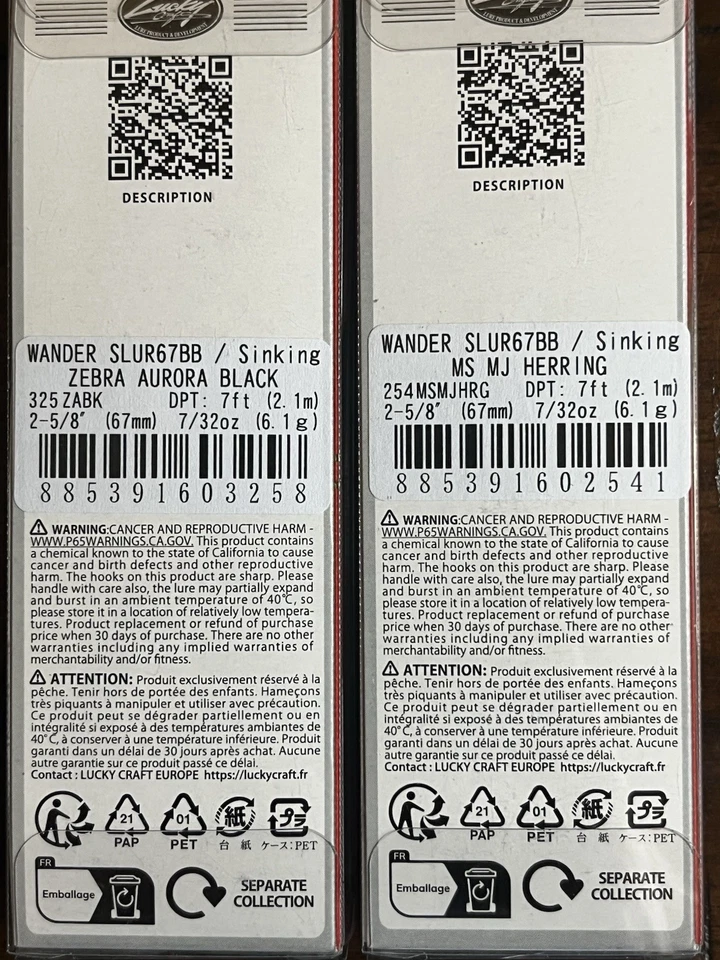 Lucky
Craft
LURE PRODUCT & DEVELOPMENT
DESCRIPTION
WANDER SLUR67BB / Sinking
ZEBRA AURORA BLACK
325ZABK DPT: 7ft (2.1m)
2-5/8″ (67mm) 7/32oz (6.1g)
885391603258
⚠ WARNING:CANCER AND REPRODUCTIVE HARM -
WWW.P65WARNINGS.CA.GOV. This product contains
a chemical known to the state of California to cause
cancer and birth defects and other reproductive
harm. The hooks on this product are sharp. Please
handle with care also, the lure may partially expand
and burst in an ambient temperature of 40℃, so
please store it in a location of relatively low tempera-
tures. Product replacement or refund of purchase
price when 30 days of purchase. There are no other
warranties including any implied warranties of
merchantability and/or fitness.
⚠ ATTENTION: Produit exclusivement réservé à la
pêche. Tenir hors de portée des enfants. Hameçons
très piquants à manipuler et utiliser avec précaution.
Ce produit peut se dégrader partiellement ou en
intégralité si exposé à des températures ambiantes de
40℃, à conserver à une température inférieure. Produit
garanti dans un délai de 30 jours après achat. Aucune
autre garantie sur ce produit passé ce délai.
Contact : LUCKY CRAFT EUROPE https://luckycraft.fr
21
PAP
01
PET
紙
台 紙
プラ
ケース:PET
FR
Emballage
SEPARATE
COLLECTION
LURE PRODUCT & DEVELOPMENT
DESCRIPTION
WANDER SLUR67BB / Sinking
MS MJ HERRING
254MSMJHRG DPT: 7ft (2.1m)
2-5/8″ (67mm) 7/32oz (6.1g)
885391602541
⚠ WARNING:CANCER AND REPRODUCTIVE HARM -
WWW.P65WARNINGS.CA.GOV. This product contains
a chemical known to the state of California to cause
cancer and birth defects and other reproductive
harm. The hooks on this product are sharp. Please
handle with care also, the lure may partially expand
and burst in an ambient temperature of 40℃, so
please store it in a location of relatively low tempera-
tures. Product replacement or refund of purchase
price when 30 days of purchase. There are no other
warranties including any implied warranties of
merchantability and/or fitness.
⚠ ATTENTION: Produit exclusivement réservé à la
pêche. Tenir hors de portée des enfants. Hameçons
très piquants à manipuler et utiliser avec précaution.
Ce produit peut se dégrader partiellement ou en
intégralité si exposé à des températures ambiantes de
40℃, à conserver à une température inférieure. Produit
garanti dans un délai de 30 jours après achat. Aucune
autre garantie sur ce produit passé ce délai.
Contact : LUCKY CRAFT EUROPE https://luckycraft.fr
21
PAP
01
PET
紙
台 紙
プラ
ケース:PET
FR
Emballage
SEPARATE
COLLECTION